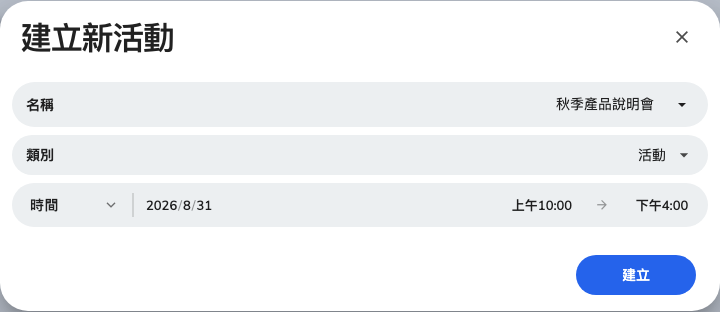 建立新活動
名稱 秋季產品說明會
類別 活動
時間 2026/8/31 上午10:00 → 下午4:00
建立